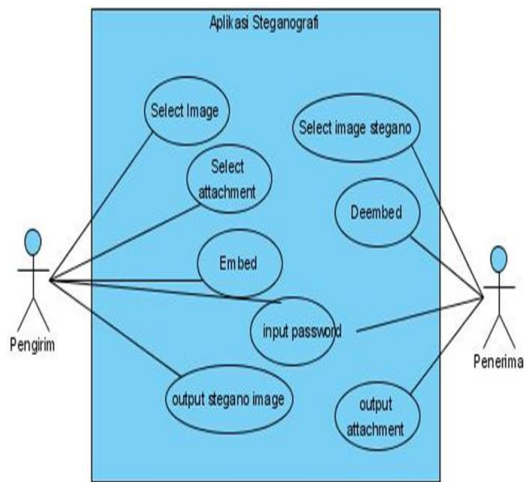 Aplikasi Steganografi
Select Image
Select image stegano
Select
attachment
Deembed
Embed
input password
Pengirim
Penerima
output stegano image
output
attachment